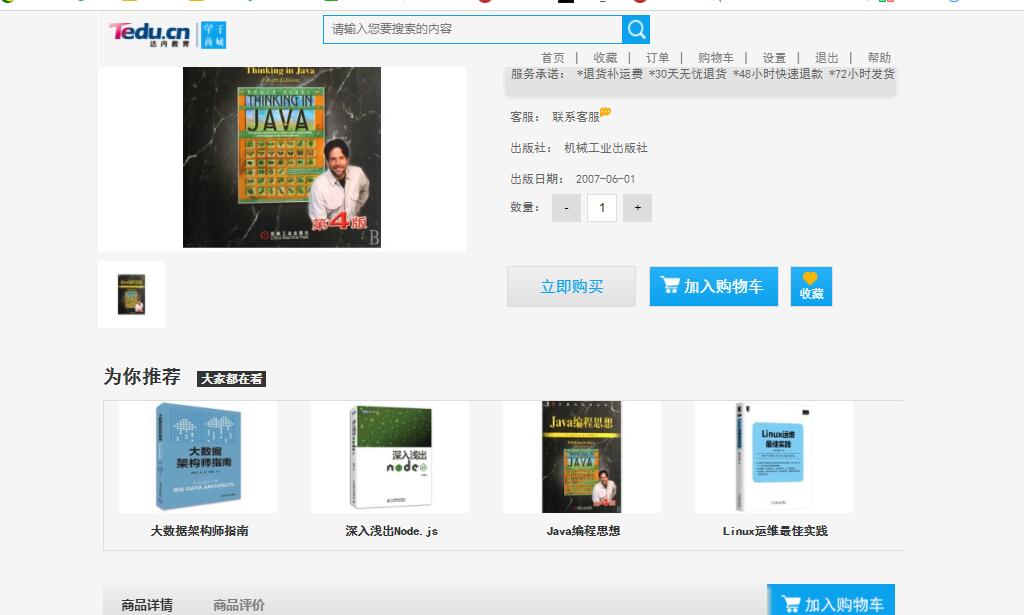 Tedu.cn 达内教育 学子商城
请输入您要搜索的内容
首页 | 收藏 | 订单 | 购物车 | 设置 | 退出 | 帮助
服务承诺： *退货补运费 *30天无忧退货 *48小时快速退款 *72小时发货
Thinking in Java
Fourth Edition
THINKING IN
JAVA
第4版
机械工业出版社
China Machine Press
B
客服： 联系客服
出版社： 机械工业出版社
出版日期： 2007-06-01
数量： - 1 +
立即购买 加入购物车 收藏
为你推荐 大家都在看
大数据
架构师指南
BIG DATA ARCHITECTS
深入浅出
node
Java编程思想
JAVA
Linux运维
最佳实践
大数据架构师指南 深入浅出Node.js Java编程思想 Linux运维最佳实践
商品详情 商品评价 加入购物车